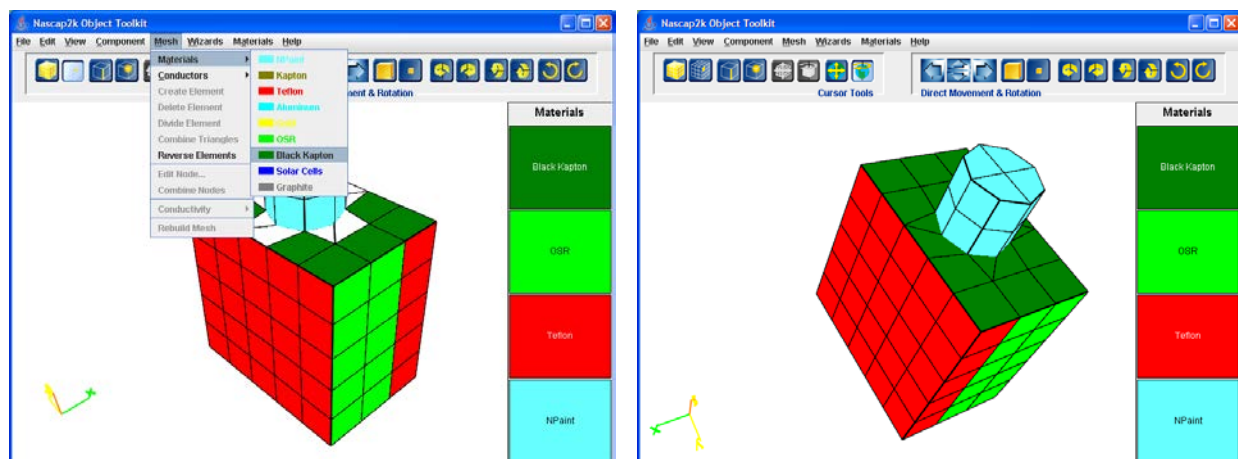 Nascap2k Object Toolkit
File Edit View Component Mesh Wizards Materials Help
Materials
Conductors
Create Element
Delete Element
Divide Element
Combine Triangles
Reverse Elements
Edit Node...
Combine Nodes
Conductivity
Rebuild Mesh
NPaint
Kapton
Teflon
Aluminum
Gold
OSR
Black Kapton
Solar Cells
Graphite
ment & Rotation
Materials
Black Kapton
OSR
Teflon
NPaint
X
Nascap2k Object Toolkit
File Edit View Component Mesh Wizards Materials Help
Cursor Tools
Direct Movement & Rotation
Materials
Black Kapton
OSR
Teflon
NPaint
X